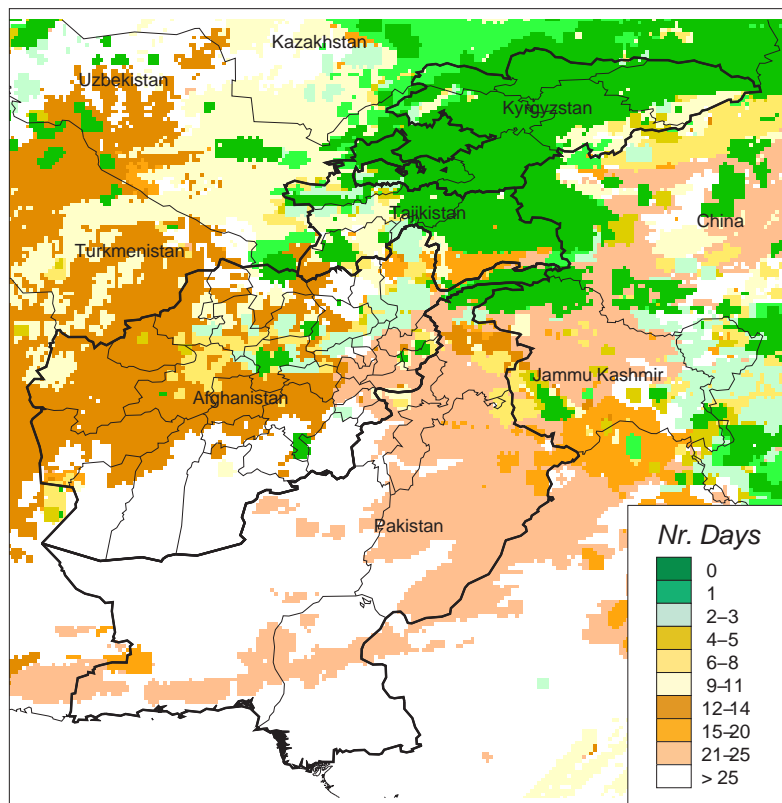 Kazakhstan
Uzbekistan
Kyrgyzstan
Tajikistan
China
Turkmenistan
Jammu Kashmir
Afghanistan
Pakistan
Nr. Days
0
1
2–3
4–5
6–8
9–11
12–14
15–20
21–25
> 25